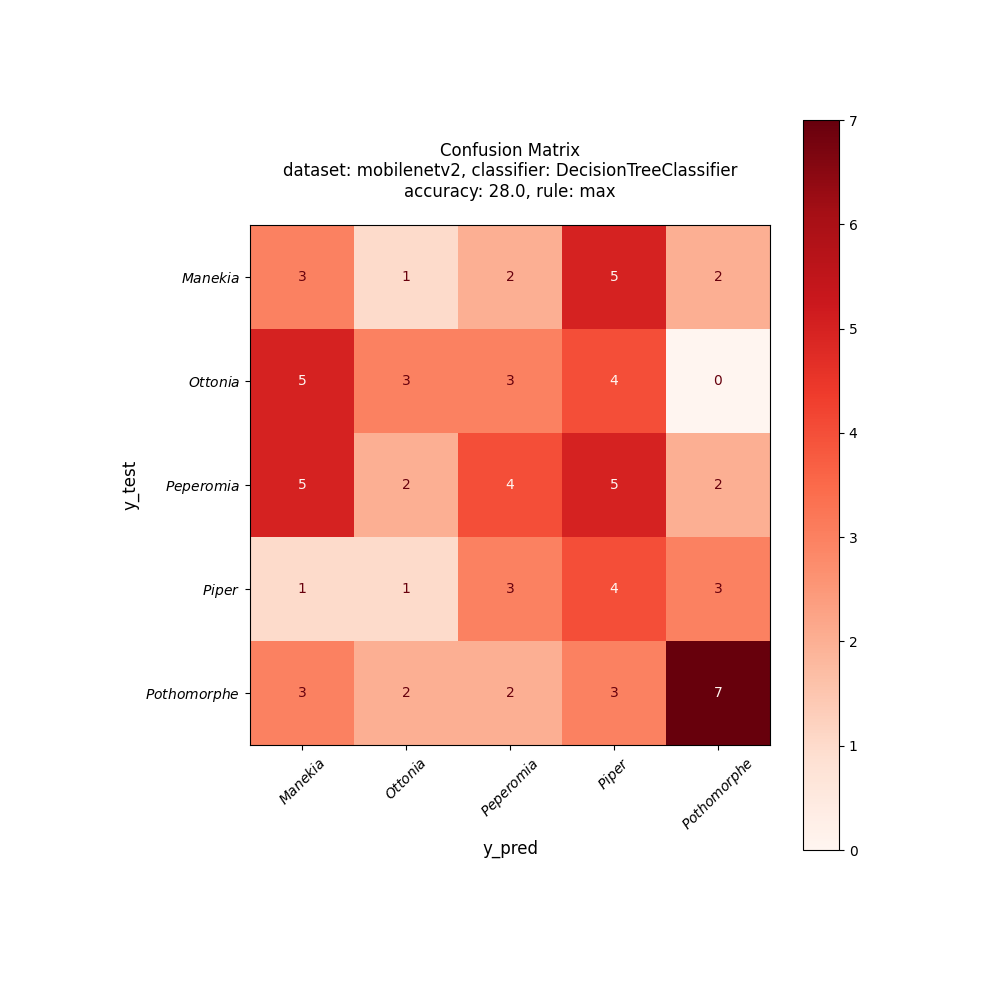 Confusion Matrix
dataset: mobilenetv2, classifier: DecisionTreeClassifier
accuracy: 28.0, rule: max
Manekia 3 1 2 5 2
Ottonia 5 3 3 4 0
Peperomia 5 2 4 5 2
Piper 1 1 3 4 3
Pothomorphe 3 2 2 3 7
y_test
Manekia Ottonia Peperomia Piper Pothomorphe
y_pred
7
6
5
4
3
2
1
0